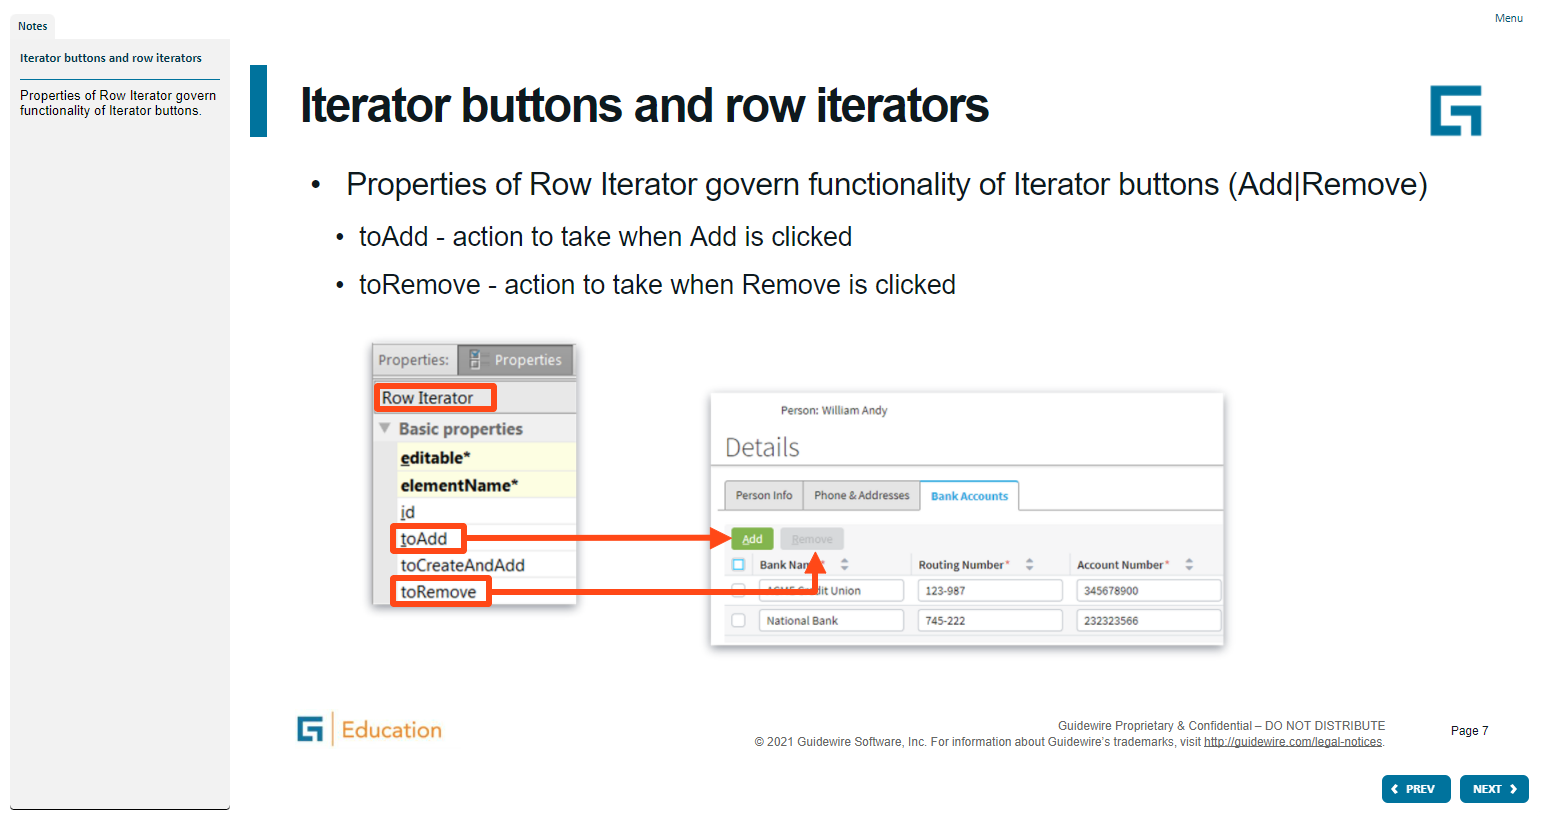 Notes
Menu
Iterator buttons and row iterators
Properties of Row Iterator govern
functionality of Iterator buttons.
Iterator buttons and row iterators
• Properties of Row Iterator govern functionality of Iterator buttons (Add|Remove)
• toAdd - action to take when Add is clicked
• toRemove - action to take when Remove is clicked
Properties: Properties
Row Iterator
Basic properties
editable*
elementName*
id
toAdd
toCreateAndAdd
toRemove
Person: William Andy
Details
Person Info Phone & Addresses Bank Accounts
Add Remove
Bank Routing Number* Account Number*
Union 123-987 345678900
National Bank 745-222 232323566
Education
Guidewire Proprietary & Confidential – DO NOT DISTRIBUTE
© 2021 Guidewire Software, Inc. For information about Guidewire's trademarks, visit http://guidewire.com/legal-notices.
Page 7
PREV NEXT